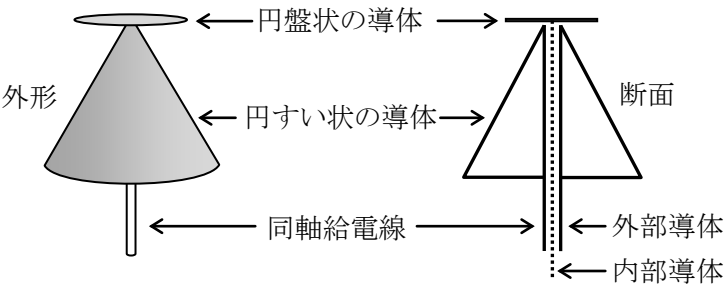 円盤状の導体
外形
断面
円すい状の導体
同軸給電線
外部導体
内部導体